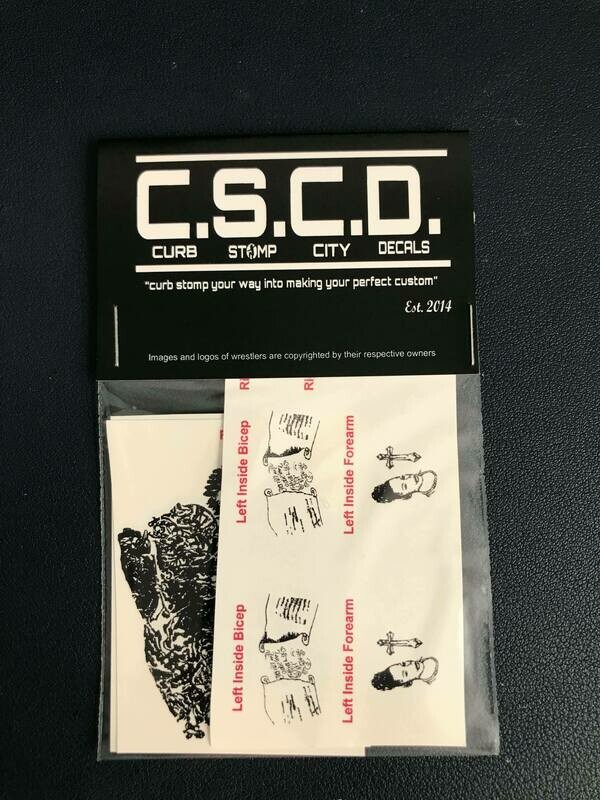 C.S.C.D.
CURB STOMP CITY DECALS
"curb stomp your way into making your perfect custom"
Est. 2014
Images and logos of wrestlers are copyrighted by their respective owners
Ri
Ri
Left Inside Bicep
Left Inside Forearm
Left Inside Bicep
Left Inside Forearm